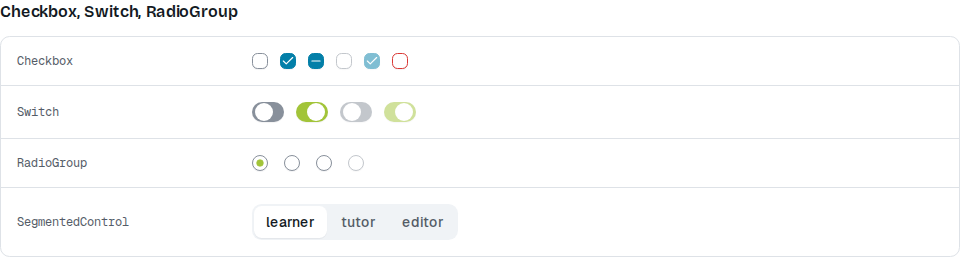 Checkbox, Switch, RadioGroup
Checkbox
Switch
RadioGroup
SegmentedControl learner tutor editor